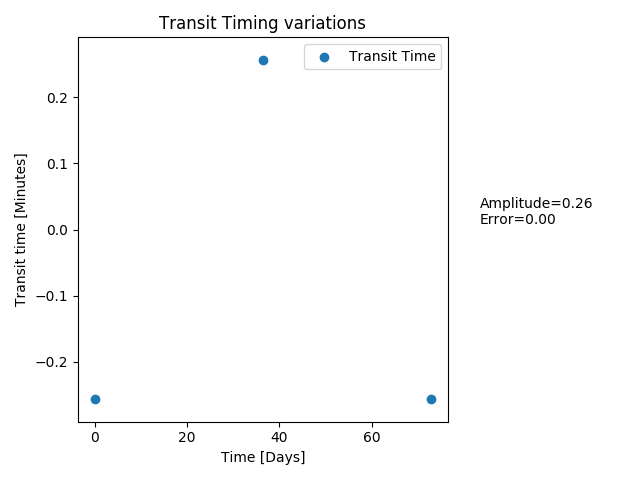 Transit Timing variations
Transit Time
Transit time [Minutes]
0.2
0.1
0.0
−0.1
−0.2
0
20
40
60
Time [Days]
Amplitude=0.26
Error=0.00